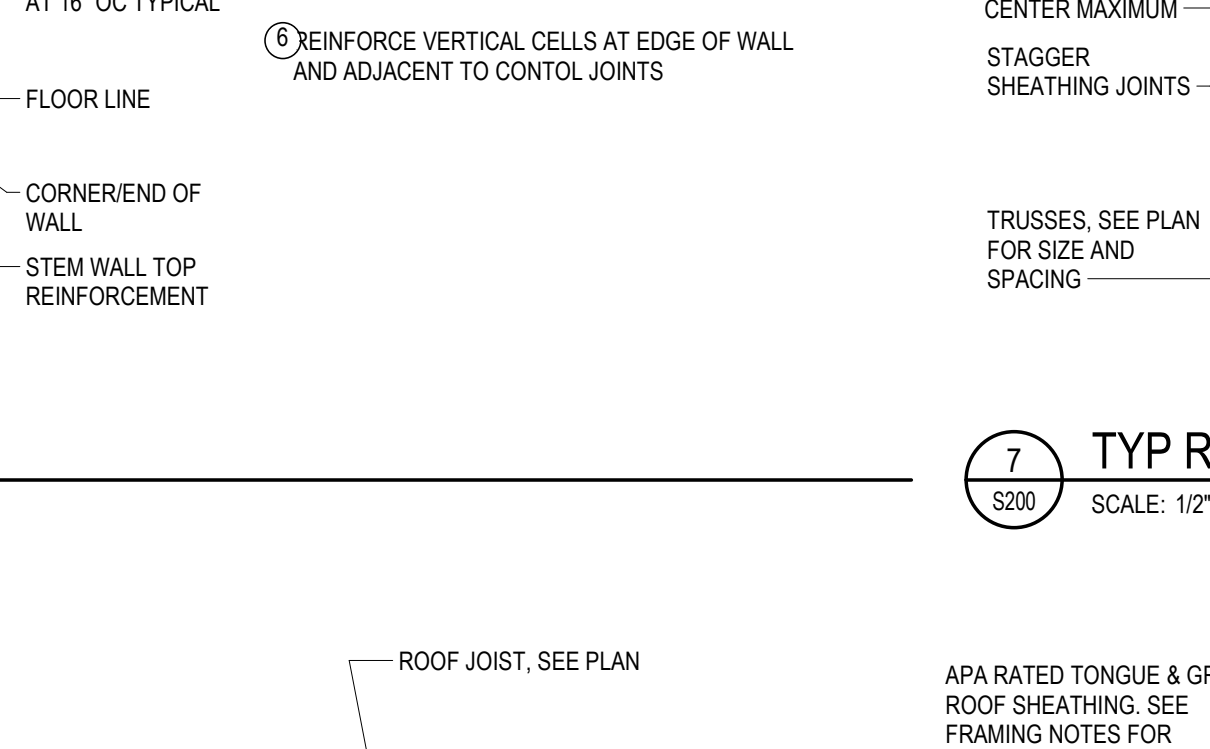 AT 16" OC TYPICAL
6 REINFORCE VERTICAL CELLS AT EDGE OF WALL
AND ADJACENT TO CONTOL JOINTS
FLOOR LINE
CORNER/END OF
WALL
STEM WALL TOP
REINFORCEMENT
CENTER MAXIMUM
STAGGER
SHEATHING JOINTS
TRUSSES, SEE PLAN
FOR SIZE AND
SPACING
7
S200
TYP R
SCALE: 1/2"
ROOF JOIST, SEE PLAN
APA RATED TONGUE & GR
ROOF SHEATHING. SEE
FRAMING NOTES FOR